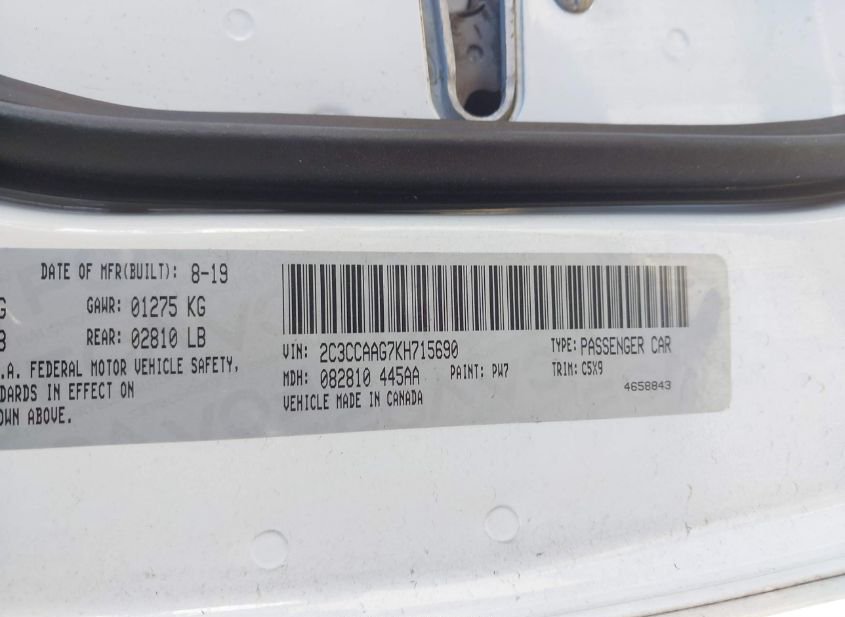 DATE OF MFR(BUILT): 8-19
G GAWR: 01275 KG
B REAR: 02810 LB
.A. FEDERAL MOTOR VEHICLE SAFETY,
DARDS IN EFFECT ON
OWN ABOVE.
VIN: 2C3CCAAG7KH715690 TYPE: PASSENGER CAR
MDH: 082810 445AA PAINT: PW7 TRIM: C5X9
VEHICLE MADE IN CANADA 4658843